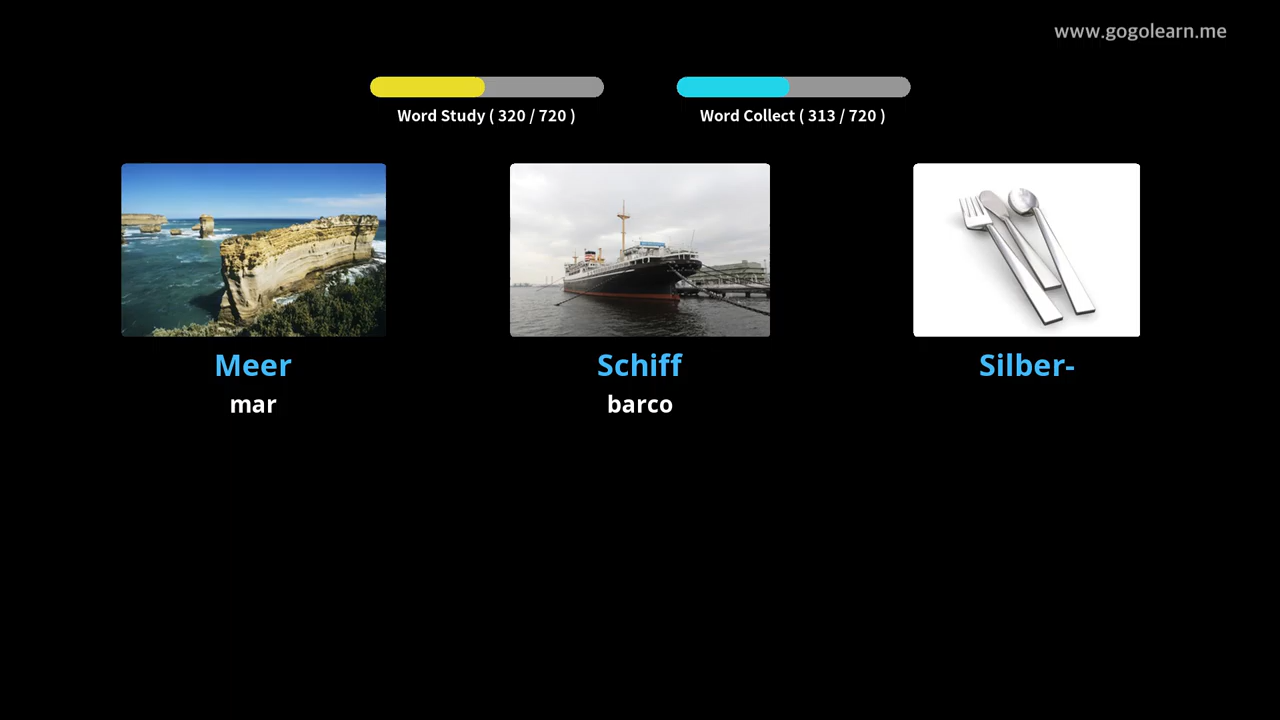 www.gogolearn.me
Word Study ( 320 / 720 )
Word Collect ( 313 / 720 )
Meer
mar
Schiff
barco
Silber-